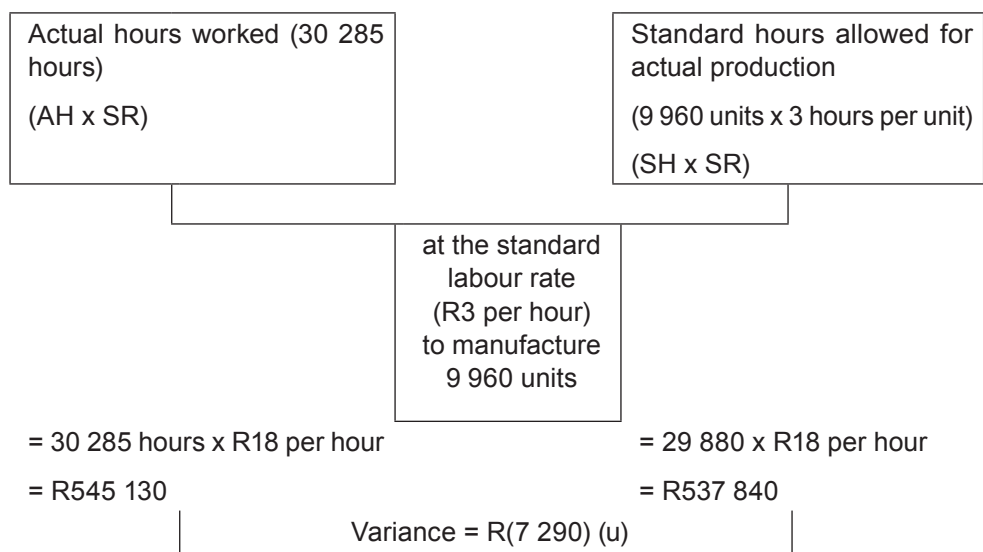 Actual hours worked (30 285
hours)
(AH x SR)
Standard hours allowed for
actual production
(9 960 units x 3 hours per unit)
(SH x SR)
at the standard
labour rate
(R3 per hour)
to manufacture
9 960 units
= 30 285 hours x R18 per hour
= R545 130
= 29 880 x R18 per hour
= R537 840
Variance = R(7 290) (u)